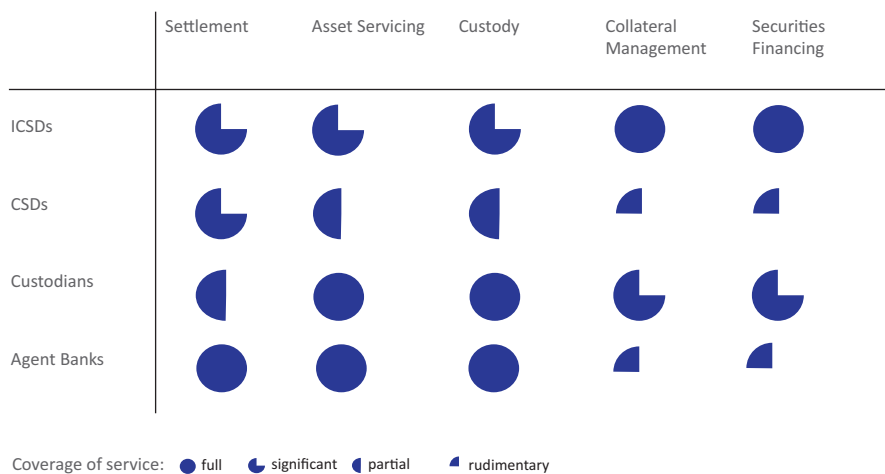 Settlement Asset Servicing Custody Collateral Securities
Management Financing
ICSDs
CSDs
Custodians
Agent Banks
Coverage of service: full significant partial rudimentary